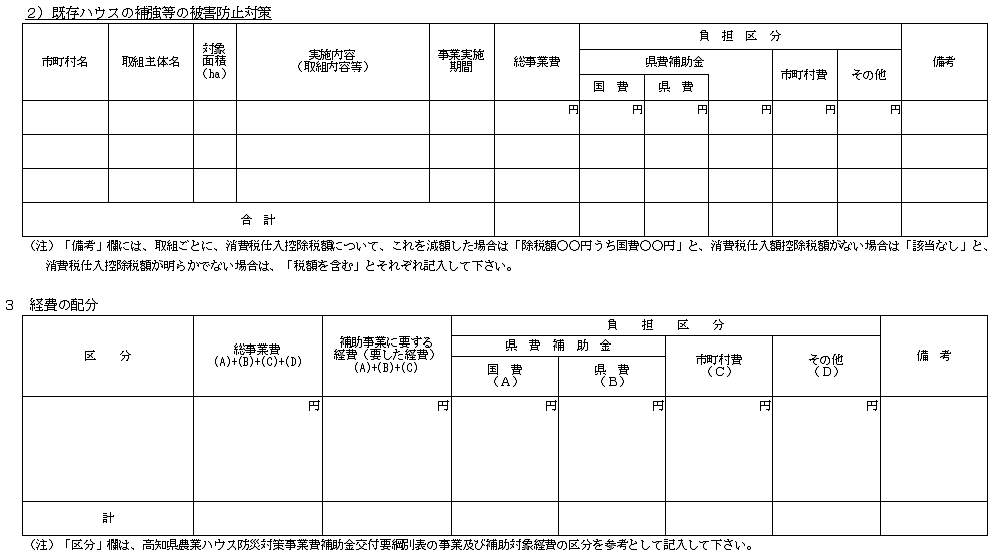 ２）既存ハウスの補強等の被害防止対策
市町村名 取組主体名 対象面積（ha） 実施内容（取組内容等） 事業実施期間 総事業費 負担区分 備考
県費補助金 市町村費 その他
国費 県費
円 円 円 円 円 円
合計
（注）「備考」欄には、取組ごとに、消費税仕入控除税額について、これを減額した場合は「除税額〇〇円うち国費〇〇円」と、消費税仕入額控除税額がない場合は「該当なし」と、
消費税仕入控除税額が明らかでない場合は、「税額を含む」とそれぞれ記入して下さい。
３ 経費の配分
区分 総事業費 (A)+(B)+(C)+(D) 補助事業に要する経費（要した経費） (A)+(B)+(C) 負担区分 備考
県費補助金 市町村費（C） その他（D）
国費（A） 県費（B）
円 円 円 円 円 円
計
（注）「区分」欄は、高知県農業ハウス防災対策事業費補助金交付要綱別表の事業及び補助対象経費の区分を参考として記入して下さい。